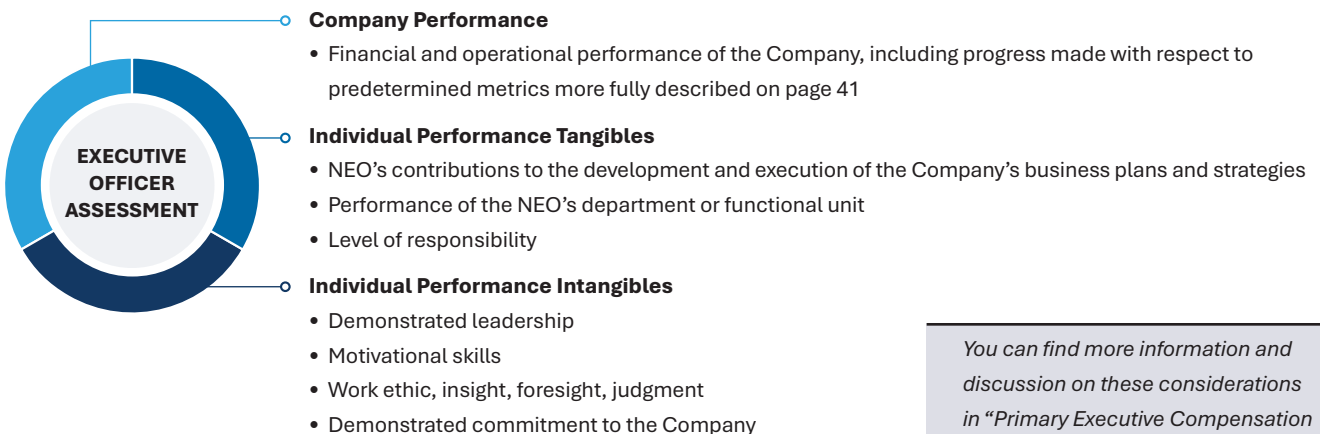 EXECUTIVE
OFFICER
ASSESSMENT
Company Performance
• Financial and operational performance of the Company, including progress made with respect to
predetermined metrics more fully described on page 41
Individual Performance Tangibles
• NEO’s contributions to the development and execution of the Company’s business plans and strategies
• Performance of the NEO’s department or functional unit
• Level of responsibility
Individual Performance Intangibles
• Demonstrated leadership
• Motivational skills
• Work ethic, insight, foresight, judgment
• Demonstrated commitment to the Company
You can find more information and
discussion on these considerations
in “Primary Executive Compensation